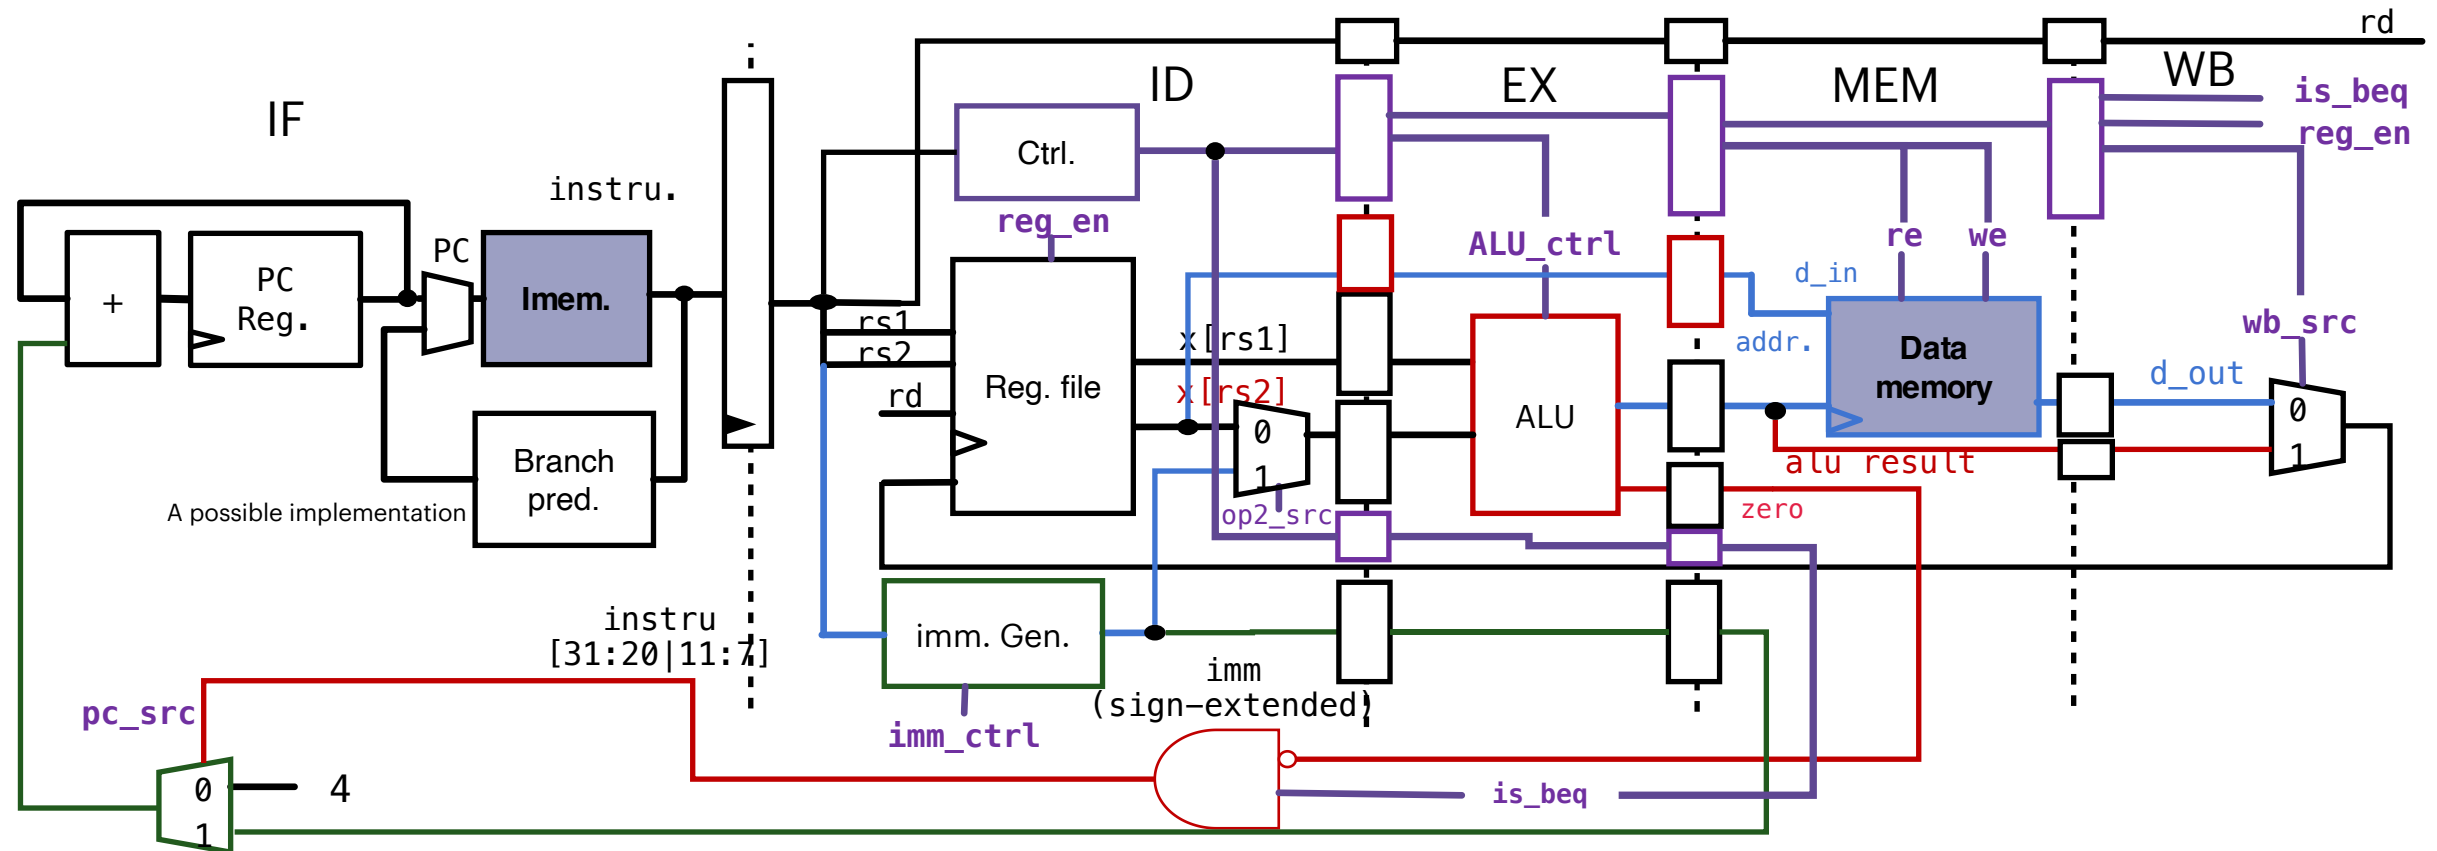 rd
ID
EX
MEM
WB
IF
is_beq
reg_en
Ctrl.
instru.
reg_en
PC
ALU_ctrl
re
we
d_in
PC
Reg.
+
Imem.
rs1
rs2
x[rs1]
addr.
Data
memory
wb_src
d_out
rd
Reg. file
x[rs2]
ALU
0
1
0
1
Branch
pred.
alu result
A possible implementation
op2_src
zero
instru
[31:20|11:7]
imm. Gen.
imm
(sign-extended)
pc_src
imm_ctrl
0
1
4
is_beq